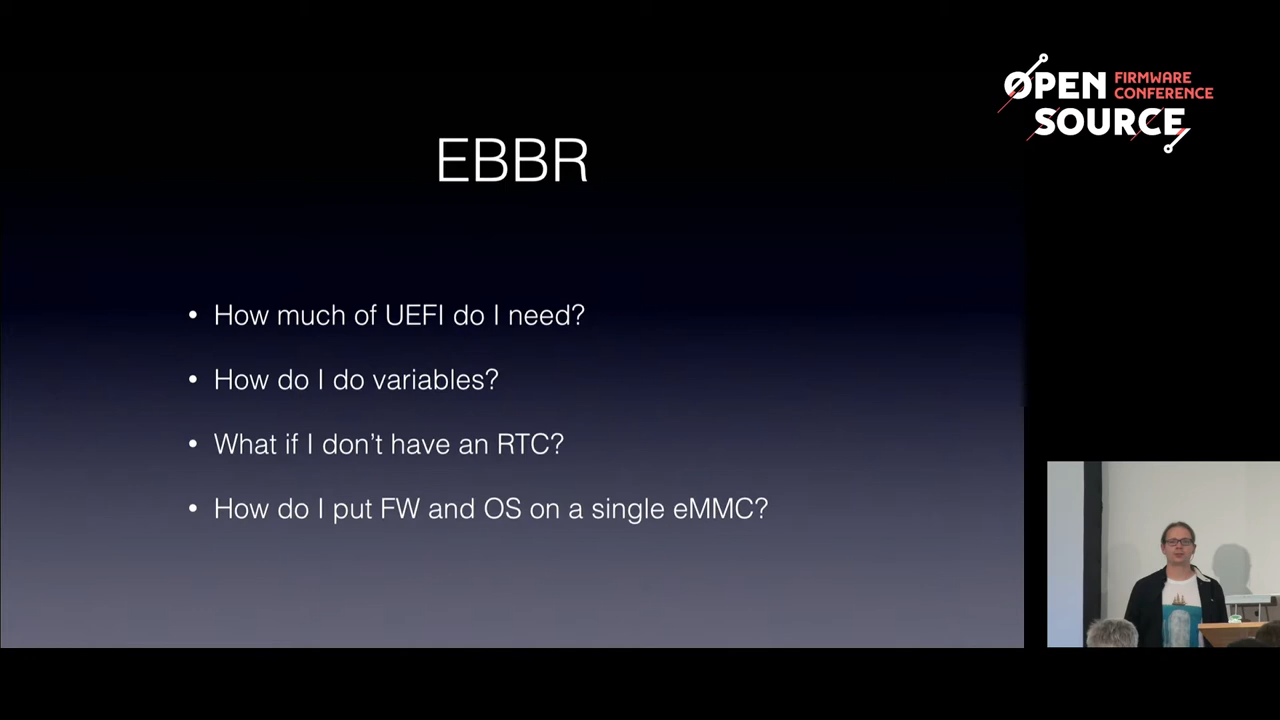 OPEN FIRMWARE
CONFERENCE
SOURCE
EBBR
• How much of UEFI do I need?
• How do I do variables?
• What if I don't have an RTC?
• How do I put FW and OS on a single eMMC?